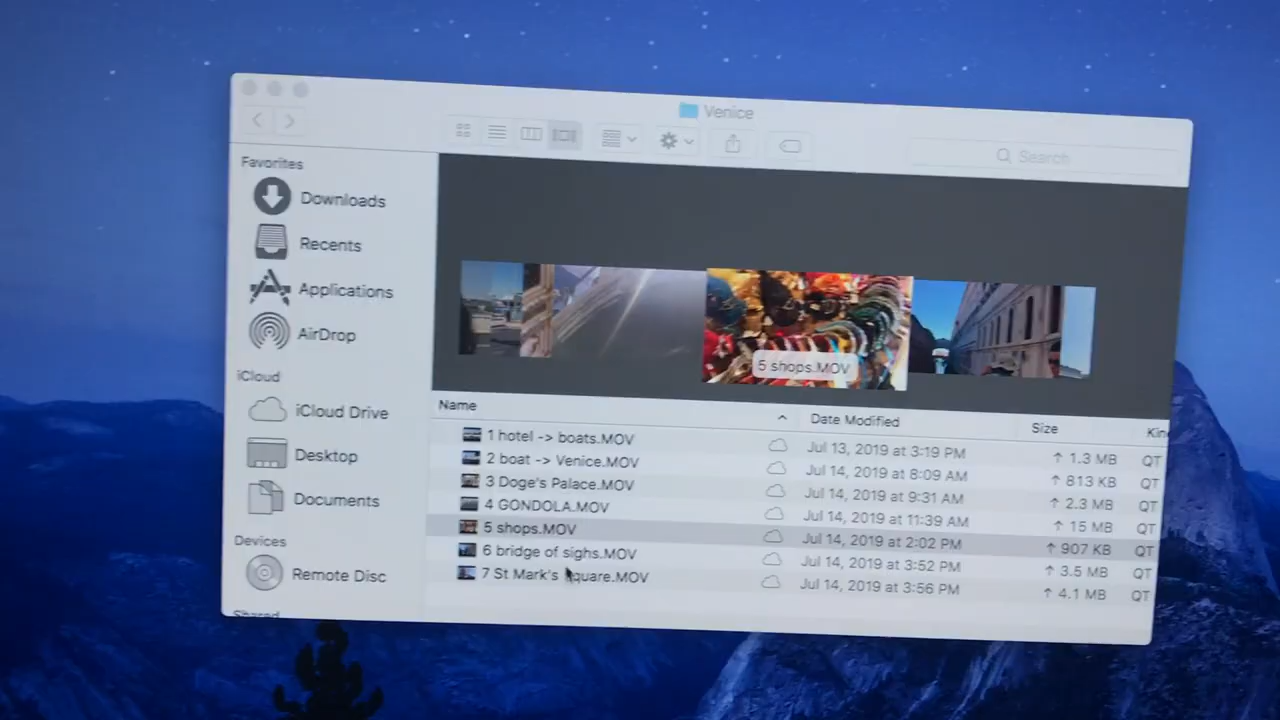 Venice
Search
Favorites
Downloads
Recents
Applications
AirDrop
iCloud
iCloud Drive
Desktop
Documents
Devices
Remote Disc
Shared
5 shops.MOV
Name Date Modified Size
1 hotel -> boats.MOV Jul 13, 2019 at 3:19 PM ↑ 1.3 MB QT
2 boat -> Venice.MOV Jul 14, 2019 at 8:09 AM ↑ 813 KB QT
3 Doge's Palace.MOV Jul 14, 2019 at 9:31 AM ↑ 2.3 MB QT
4 GONDOLA.MOV Jul 14, 2019 at 11:39 AM ↑ 15 MB QT
5 shops.MOV Jul 14, 2019 at 2:02 PM ↑ 907 KB QT
6 bridge of sighs.MOV Jul 14, 2019 at 3:52 PM ↑ 3.5 MB QT
7 St Mark's square.MOV Jul 14, 2019 at 3:56 PM ↑ 4.1 MB QT